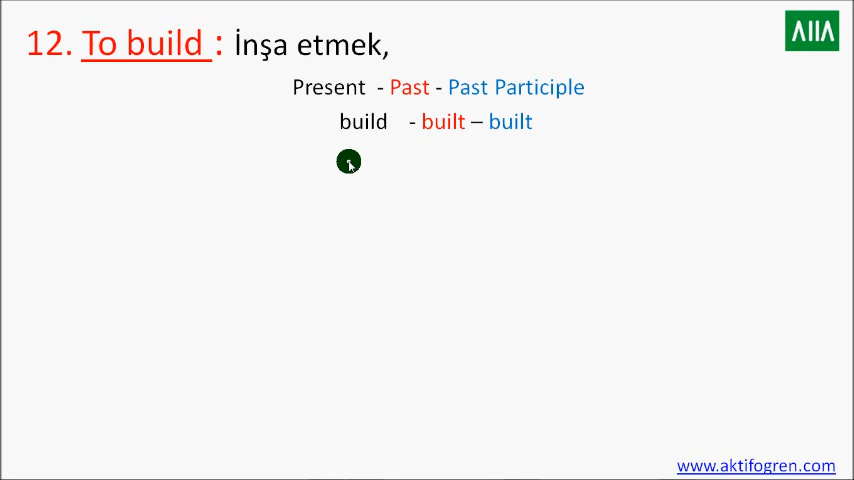 12. To build : İnşa etmek,
Present - Past - Past Participle
build - built – built
www.aktifogren.com